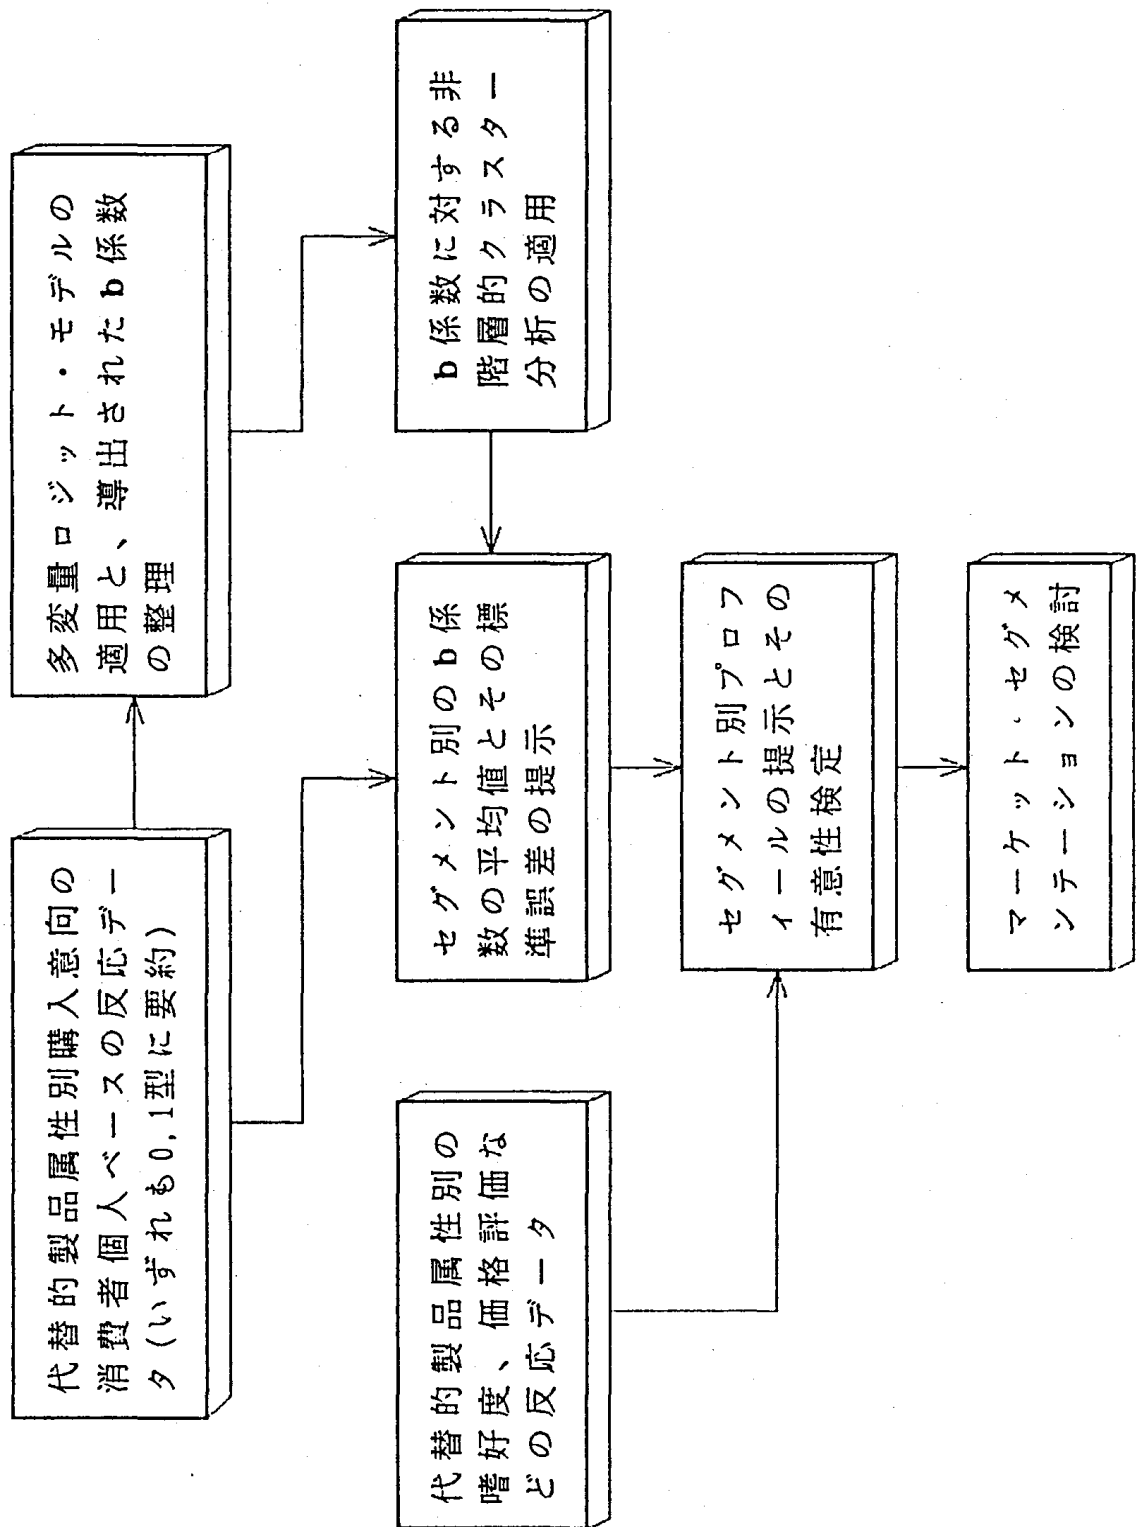 代替的製品属性別購入意向の
消費者個人ベースの反応デー
タ(いずれも0,1型に要約)
多変量ロジット・モデルの
適用と、導出されたb係数
の整理
代替的製品属性別の
嗜好度、価格評価な
どの反応データ
セグメント別のb係
数の平均値とその標
準誤差の提示
b係数に対する非
階層的クラスター
分析の適用
セグメント別プロフ
ィールの提示とその
有意性検定
マーケット・セグメ
ンテーションの検討